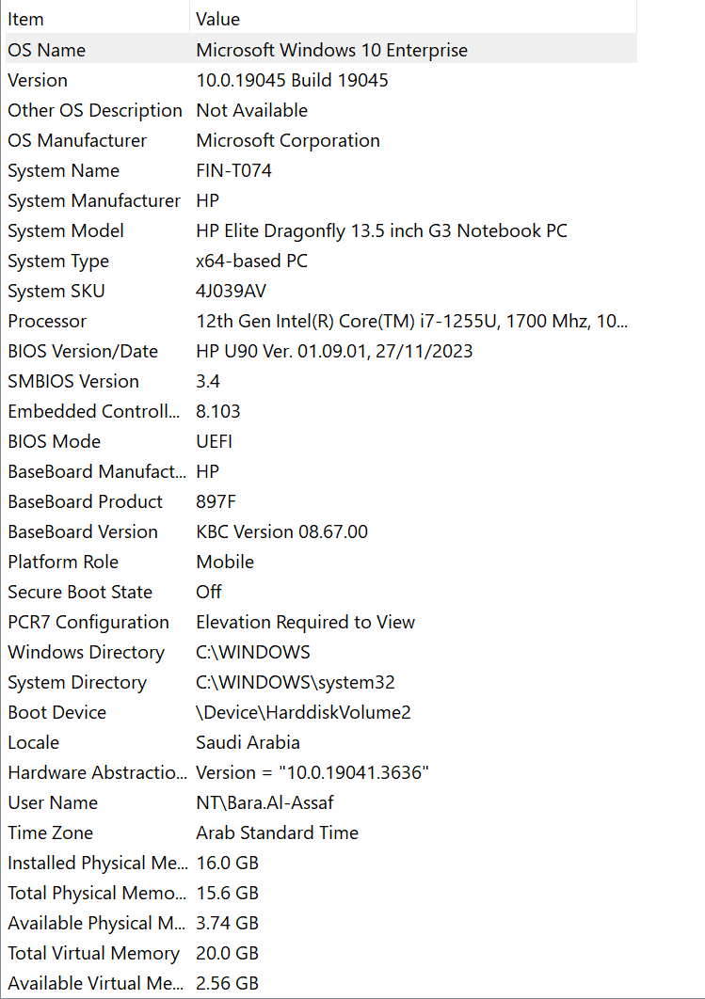 Item Value
OS Name Microsoft Windows 10 Enterprise
Version 10.0.19045 Build 19045
Other OS Description Not Available
OS Manufacturer Microsoft Corporation
System Name FIN-T074
System Manufacturer HP
System Model HP Elite Dragonfly 13.5 inch G3 Notebook PC
System Type x64-based PC
System SKU 4J039AV
Processor 12th Gen Intel(R) Core(TM) i7-1255U, 1700 Mhz, 10...
BIOS Version/Date HP U90 Ver. 01.09.01, 27/11/2023
SMBIOS Version 3.4
Embedded Controll... 8.103
BIOS Mode UEFI
BaseBoard Manufact... HP
BaseBoard Product 897F
BaseBoard Version KBC Version 08.67.00
Platform Role Mobile
Secure Boot State Off
PCR7 Configuration Elevation Required to View
Windows Directory C:\WINDOWS
System Directory C:\WINDOWS\system32
Boot Device \Device\HarddiskVolume2
Locale Saudi Arabia
Hardware Abstractio... Version = "10.0.19041.3636"
User Name NT\Bara.Al-Assaf
Time Zone Arab Standard Time
Installed Physical Me... 16.0 GB
Total Physical Memo... 15.6 GB
Available Physical M... 3.74 GB
Total Virtual Memory 20.0 GB
Available Virtual Me... 2.56 GB